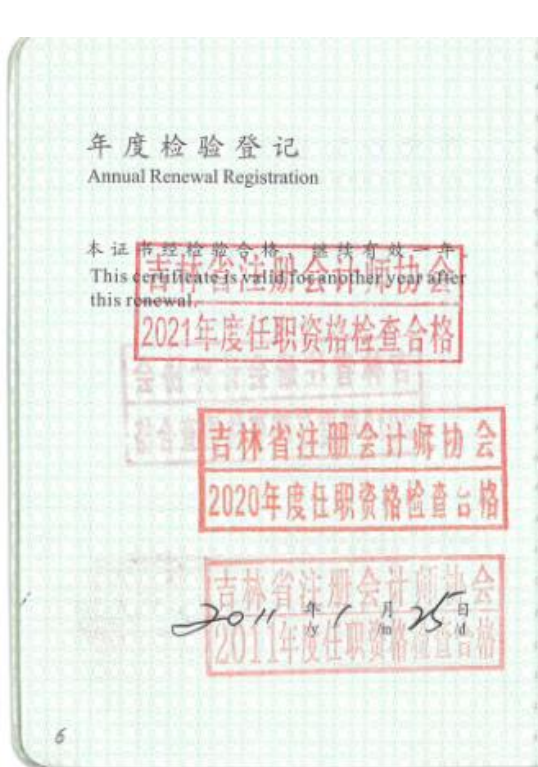 年度检验登记
Annual Renewal Registration
本证书经检验合格，继续有效一年。
This certificate is valid for another year after
this renewal.
吉林省注册会计师协会
2021年度任职资格检查合格
吉林省注册会计师协会
2020年度任职资格检查合格
吉林省注册会计师协会
2011年度任职资格检查合格
2011 年 1 月 25 日
/y /m /d
6